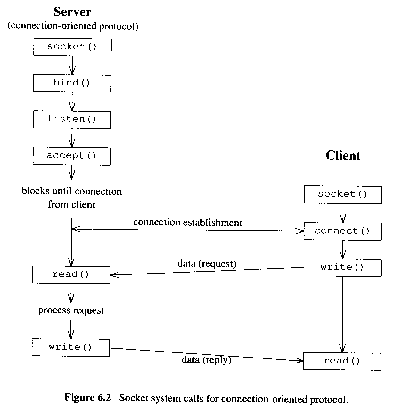 Server
(connection-oriented protocol)
socket()
bind()
listen()
accept()
blocks until connection
from client
Client
socket()
connection establishment
connect()
data (request)
write()
read()
process request
write()
data (reply)
read()
Figure 6.2 Socket system calls for connection-oriented protocol.